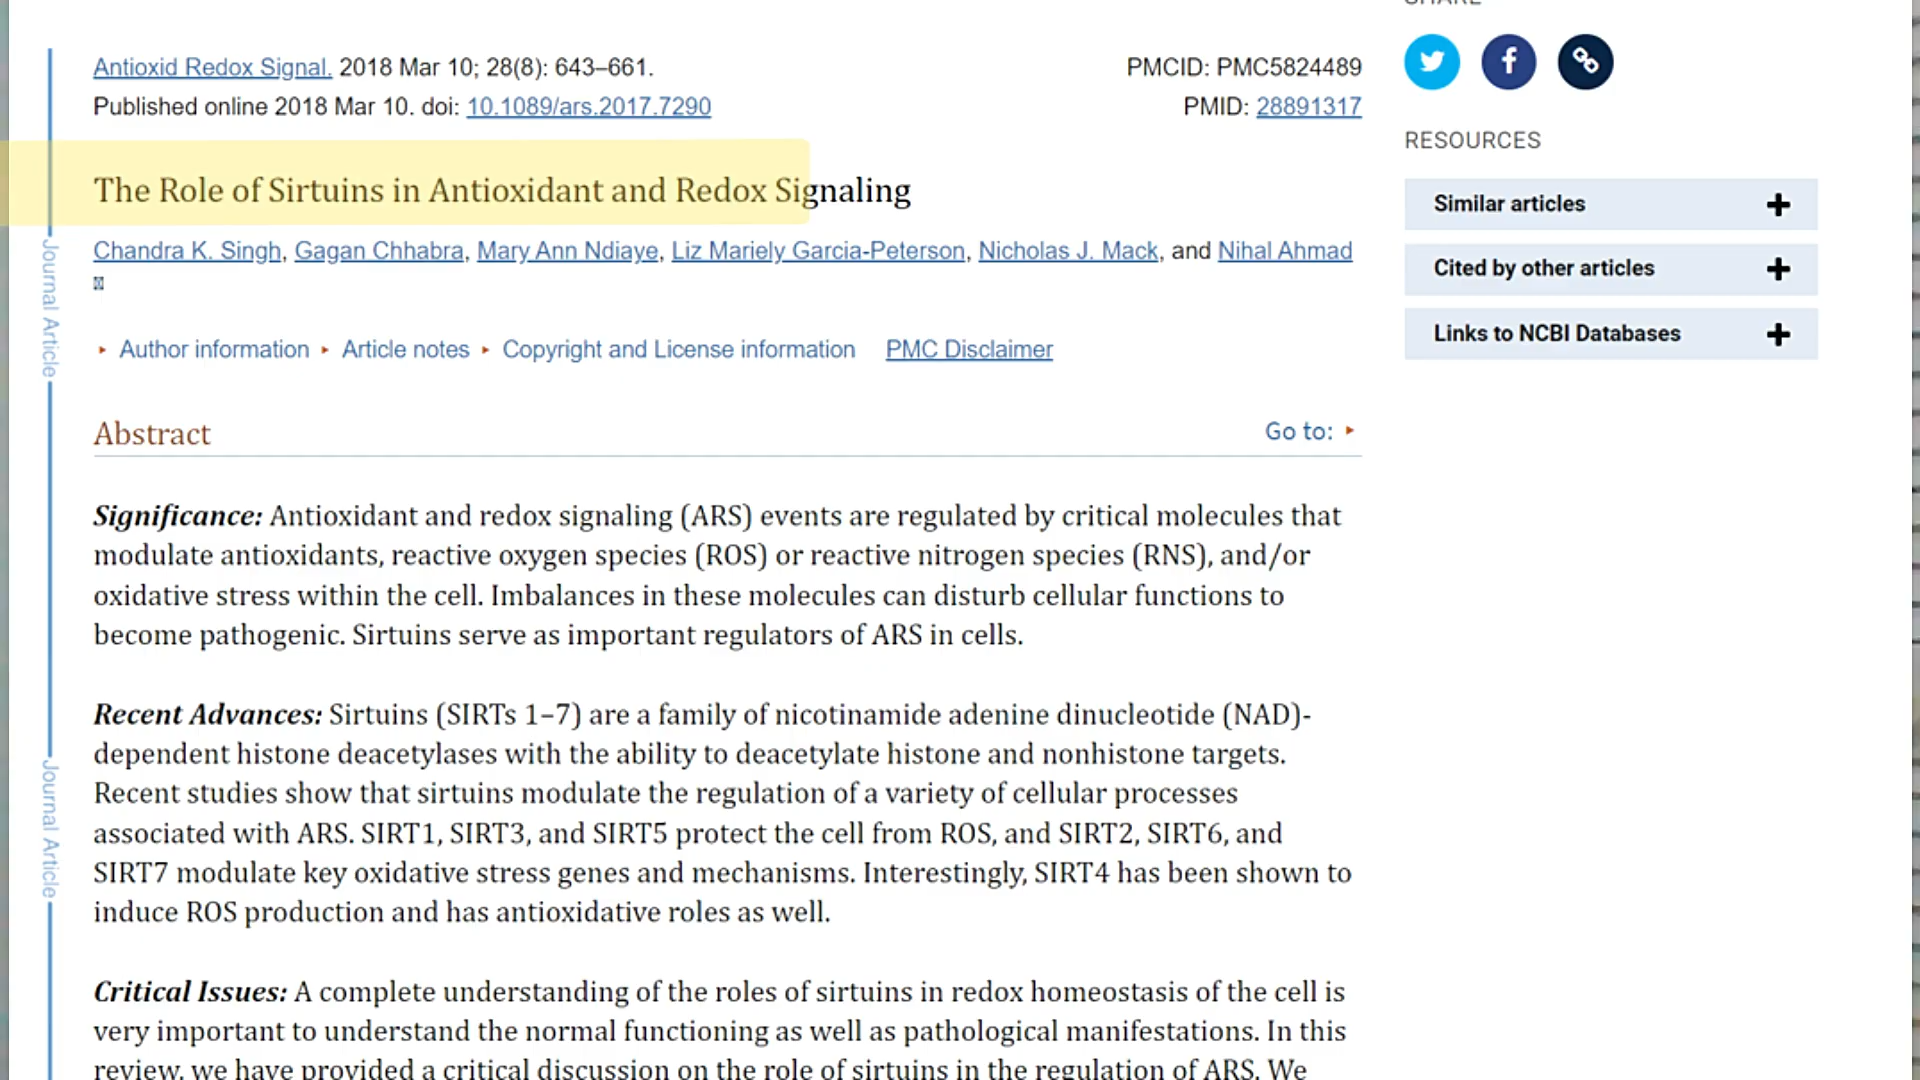 SHARE
Antioxid Redox Signal. 2018 Mar 10; 28(8): 643–661.
PMCID: PMC5824489
Published online 2018 Mar 10. doi: 10.1089/ars.2017.7290
PMID: 28891317
RESOURCES
The Role of Sirtuins in Antioxidant and Redox Signaling
Similar articles
Chandra K. Singh, Gagan Chhabra, Mary Ann Ndiaye, Liz Mariely Garcia-Peterson, Nicholas J. Mack, and Nihal Ahmad
Cited by other articles
Links to NCBI Databases
Author information Article notes Copyright and License information PMC Disclaimer
Journal Article
Abstract
Go to:
Significance: Antioxidant and redox signaling (ARS) events are regulated by critical molecules that
modulate antioxidants, reactive oxygen species (ROS) or reactive nitrogen species (RNS), and/or
oxidative stress within the cell. Imbalances in these molecules can disturb cellular functions to
become pathogenic. Sirtuins serve as important regulators of ARS in cells.
Recent Advances: Sirtuins (SIRTs 1–7) are a family of nicotinamide adenine dinucleotide (NAD)-
dependent histone deacetylases with the ability to deacetylate histone and nonhistone targets.
Recent studies show that sirtuins modulate the regulation of a variety of cellular processes
associated with ARS. SIRT1, SIRT3, and SIRT5 protect the cell from ROS, and SIRT2, SIRT6, and
SIRT7 modulate key oxidative stress genes and mechanisms. Interestingly, SIRT4 has been shown to
induce ROS production and has antioxidative roles as well.
Journal Article
Critical Issues: A complete understanding of the roles of sirtuins in redox homeostasis of the cell is
very important to understand the normal functioning as well as pathological manifestations. In this
review, we have provided a critical discussion on the role of sirtuins in the regulation of ARS. We